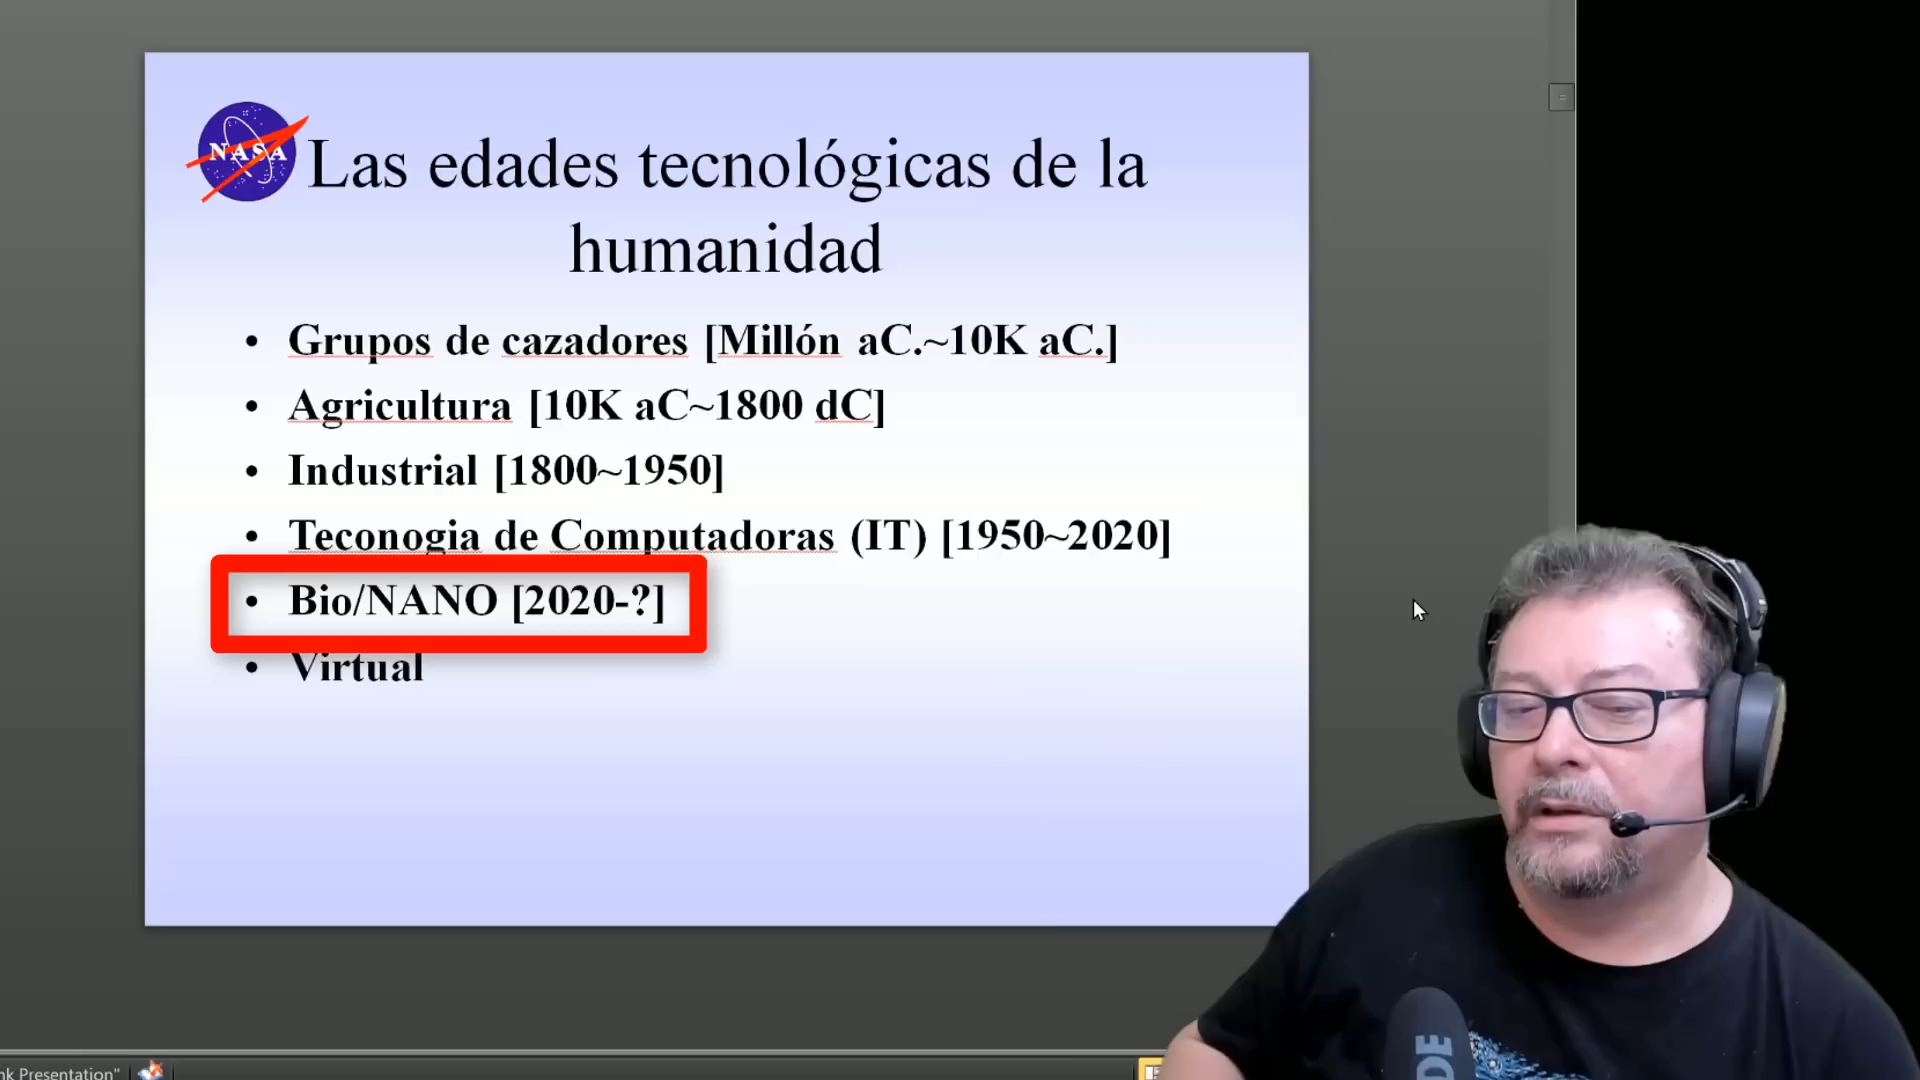 NASA
Las edades tecnológicas de la
humanidad
• Grupos de cazadores [Millón aC.~10K aC.]
• Agricultura [10K aC~1800 dC]
• Industrial [1800~1950]
• Teconogia de Computadoras (IT) [1950~2020]
• Bio/NANO [2020-?]
• Virtual
nk Presentation"
DE